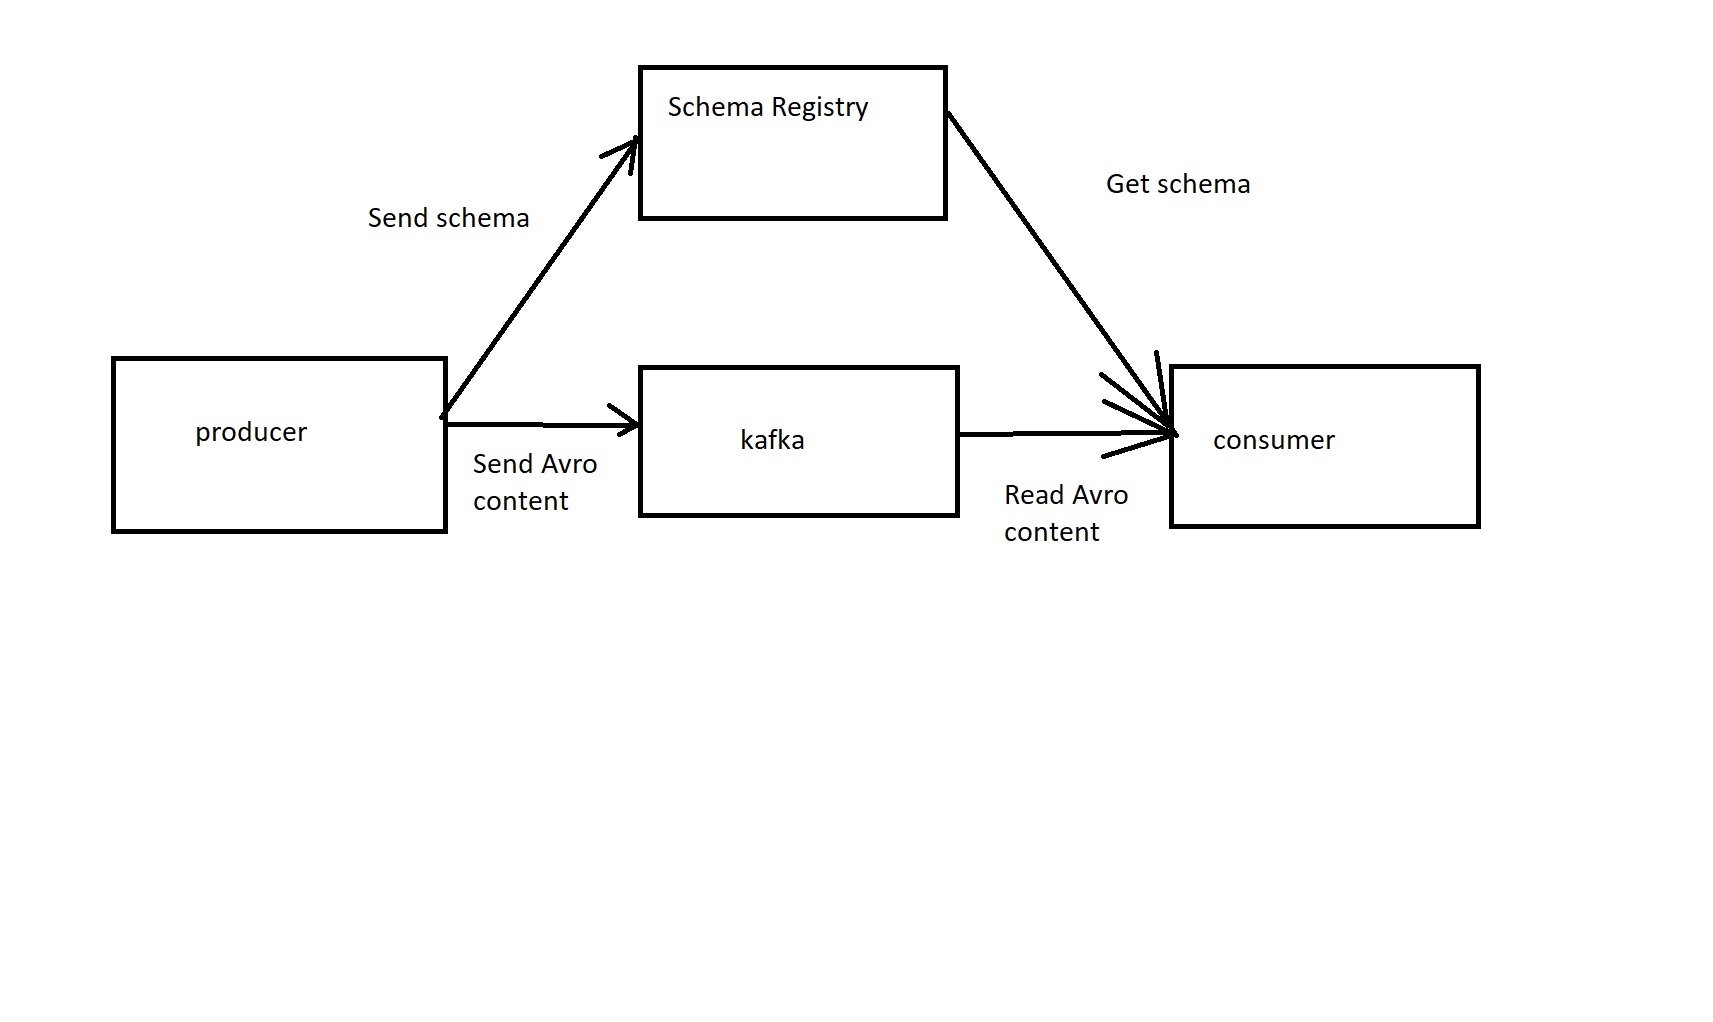 Schema Registry
Get schema
Send schema
producer
kafka
consumer
Send Avro
content
Read Avro
content